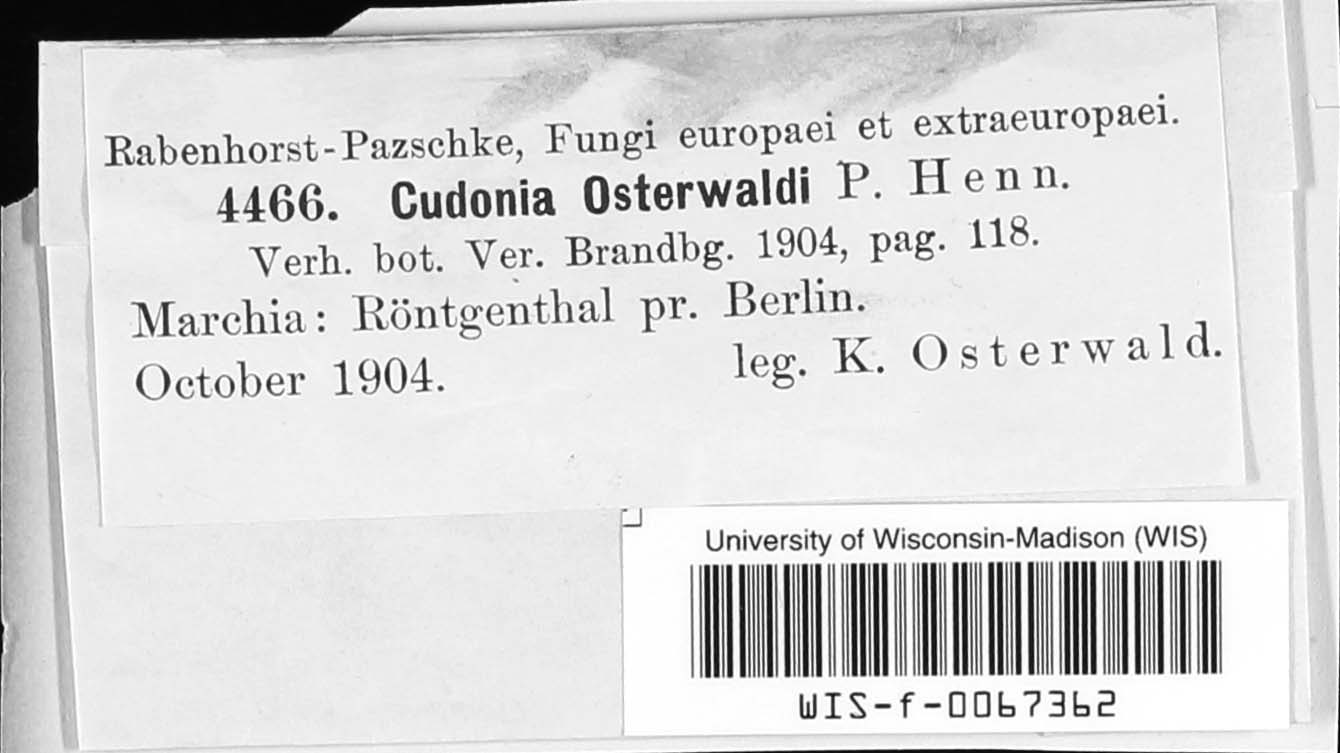 Rabenhorst-Pazschke, Fungi europaei et extraeuropaei.
4466. Cudonia Osterwaldi P. Henn.
Verh. bot. Ver. Brandbg. 1904, pag. 118.
Marchia: Röntgenthal pr. Berlin.
October 1904. leg. K. Osterwald.
University of Wisconsin-Madison (WIS)
WIS-f-0067362